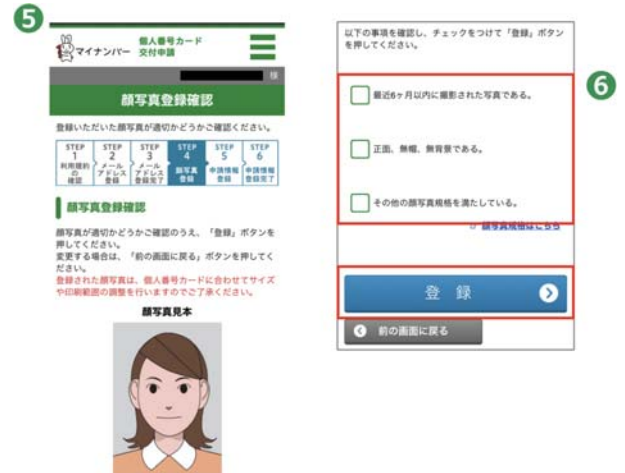 5
マイナンバー
個人番号カード
交付申請
様
顔写真登録確認
登録いただいた顔写真が適切かどうかご確認ください。
STEP 1 利用規約の確認
STEP 2 メールアドレス登録
STEP 3 メールアドレス登録完了
STEP 4 顔写真登録
STEP 5 申請情報登録
STEP 6 申請情報登録完了
顔写真登録確認
顔写真が適切かどうかご確認のうえ、「登録」ボタンを
押してください。
変更する場合は、「前の画面に戻る」ボタンを押してく
ださい。
登録された顔写真は、個人番号カードに合わせてサイズ
や印刷範囲の調整を行いますのでご了承ください。
顔写真見本
以下の事項を確認し、チェックをつけて「登録」ボタン
を押してください。
6
最近6ヶ月以内に撮影された写真である。
正面、無帽、無背景である。
その他の顔写真規格を満たしている。
顔写真規格はこちら
登録
前の画面に戻る